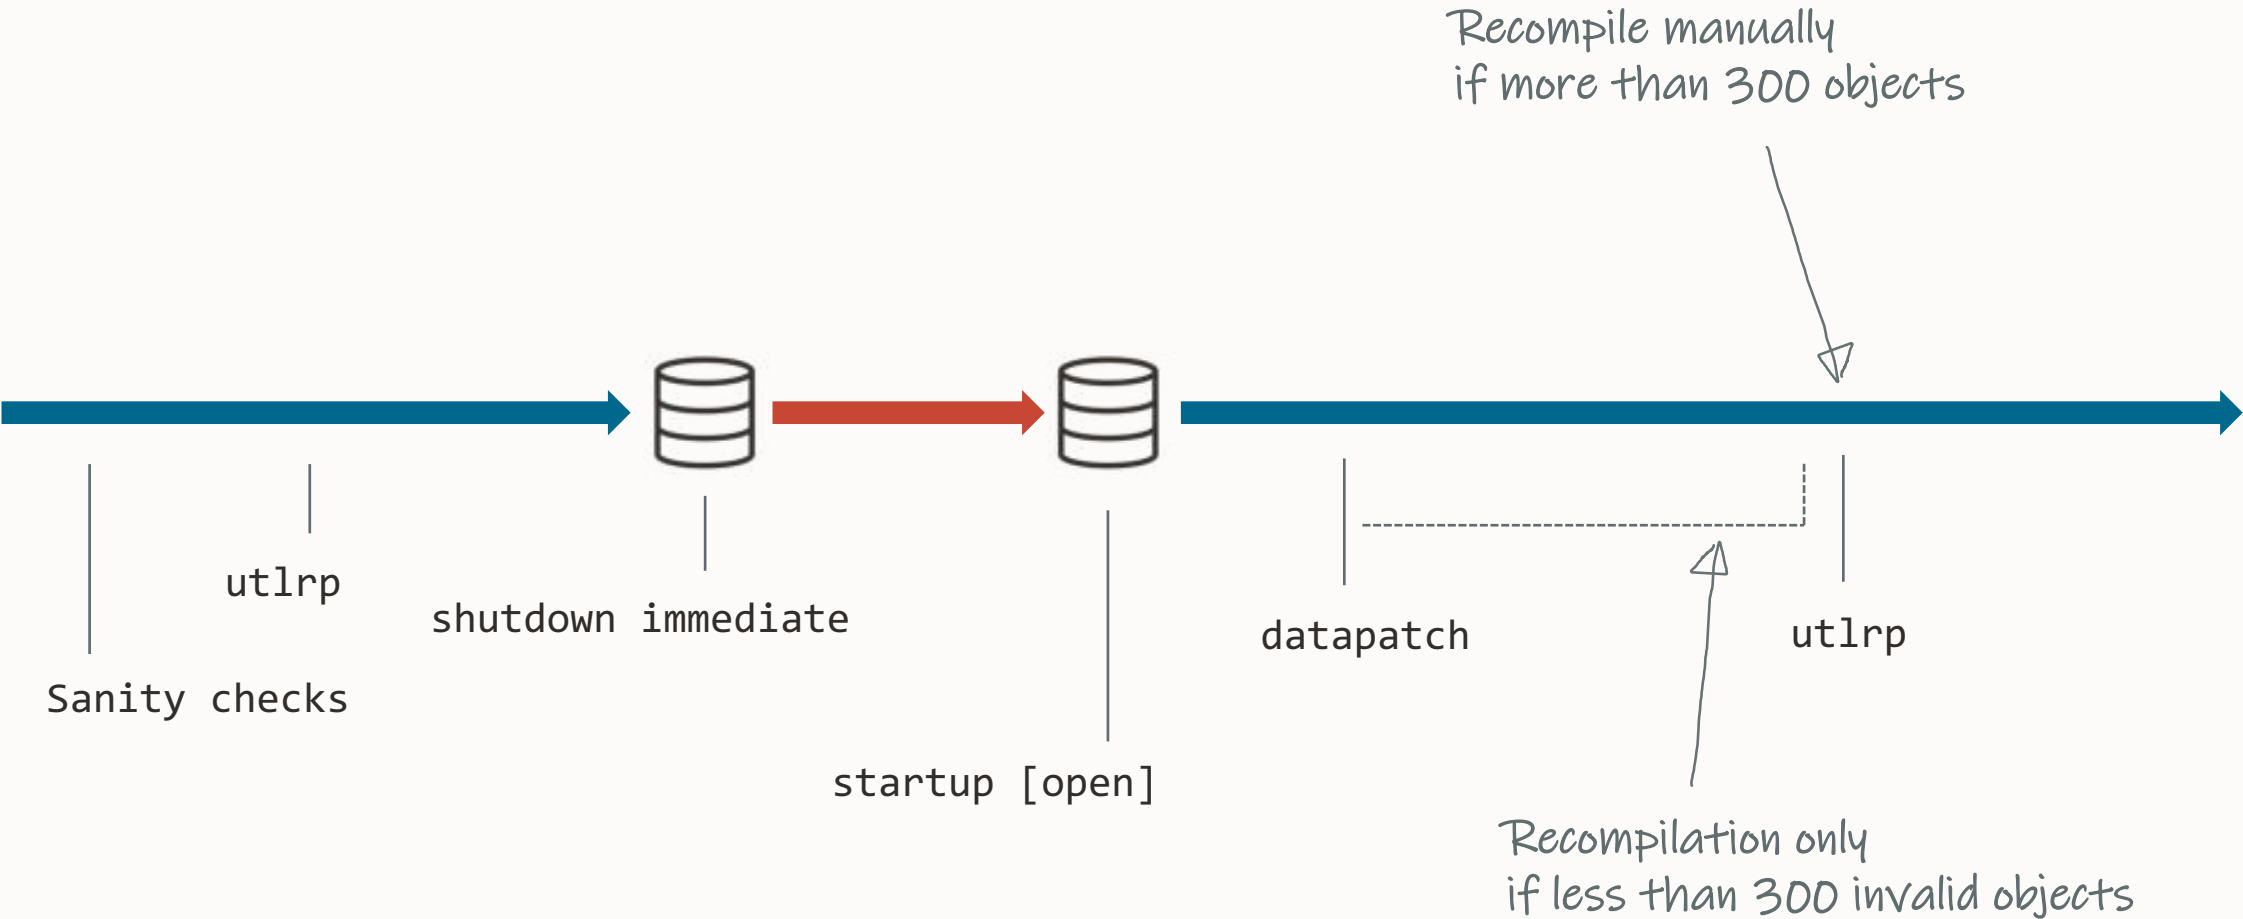 Recompile manually
if more than 300 objects
utlrp
shutdown immediate
Sanity checks
startup [open]
datapatch
utlrp
Recompilation only
if less than 300 invalid objects